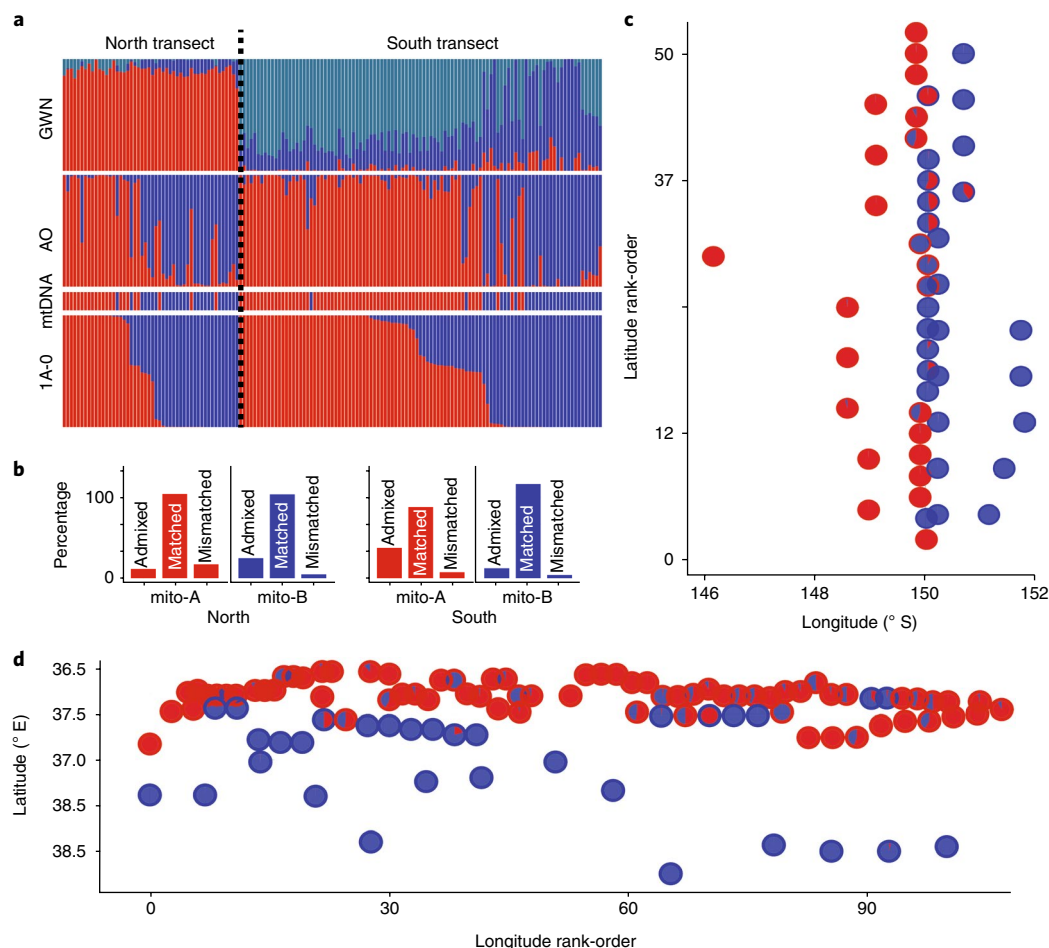 a
North transect
South transect
GWN
AO
mtDNA
1A-0
b
Percentage
100
0
Admixed
Matched
Mismatched
Admixed
Matched
Mismatched
Admixed
Matched
Mismatched
Admixed
Matched
Mismatched
mito-A
mito-B
mito-A
mito-B
North
South
c
Latitude rank-order
50
37
12
0
146
148
150
152
Longitude (° S)
d
Latitude (° E)
36.5
37.5
37.0
38.5
38.5
0
30
60
90
Longitude rank-order